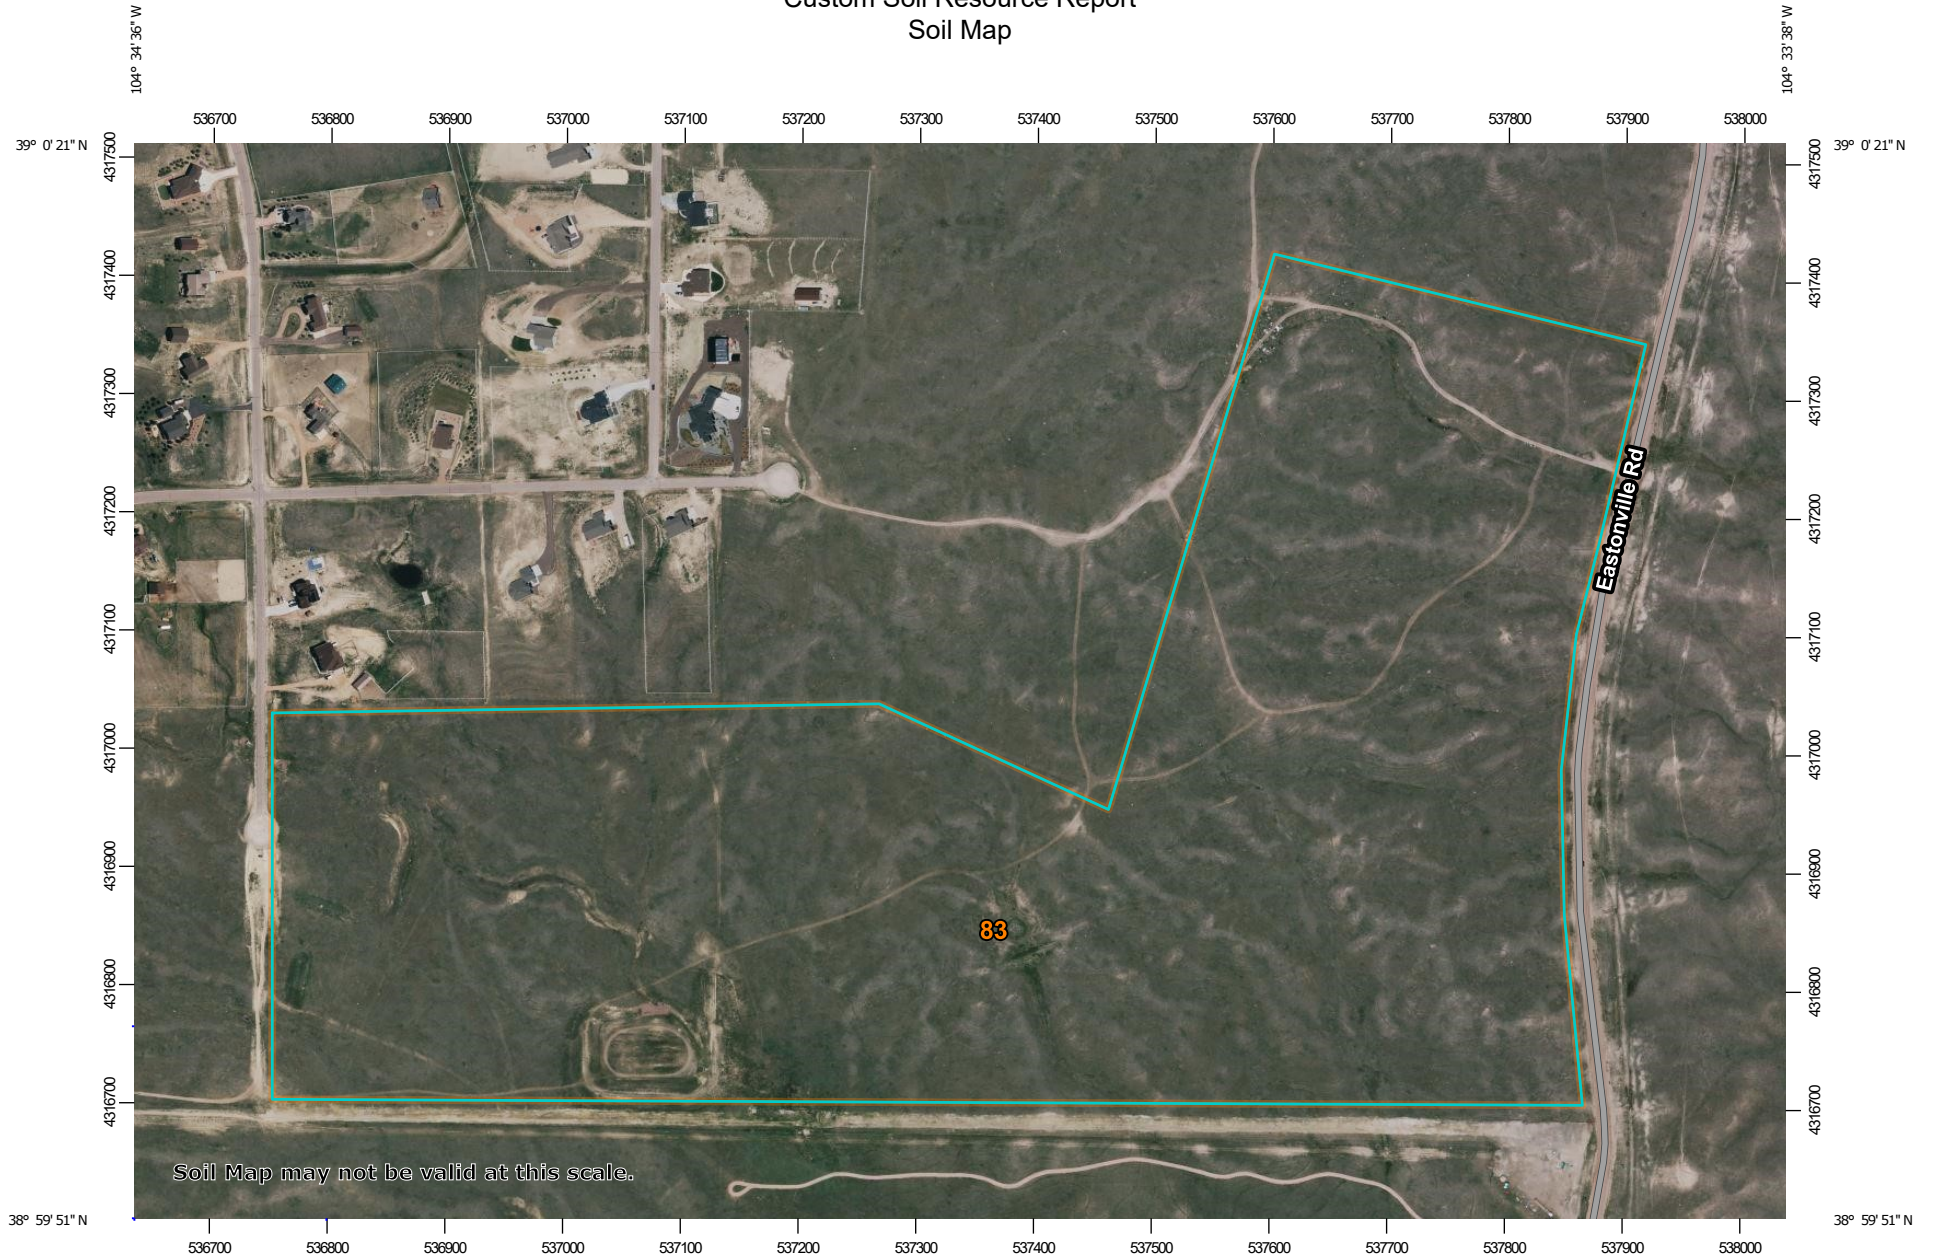 Custom Soil Resource Report
Soil Map
104° 34' 36" W
104° 33' 38" W
536700 536800 536900 537000 537100 537200 537300 537400 537500 537600 537700 537800 537900 538000
39° 0' 21" N
39° 0' 21" N
4317500
4317400
4317300
4317200
4317100
4317000
4316900
4316800
4316700
4317500
4317400
4317300
4317200
4317100
4317000
4316900
4316800
4316700
Eastonville Rd
83
Soil Map may not be valid at this scale.
38° 59' 51" N
38° 59' 51" N
536700 536800 536900 537000 537100 537200 537300 537400 537500 537600 537700 537800 537900 538000